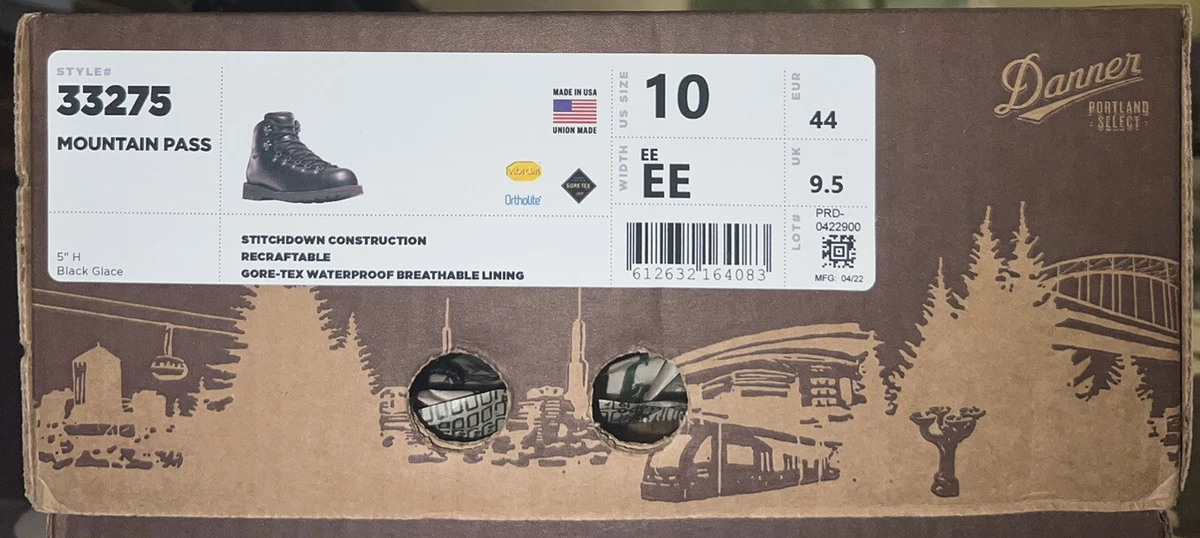 STYLE#
33275
MOUNTAIN PASS
5" H
Black Glace
MADE IN USA
UNION MADE
vibram
Ortholite
GORE-TEX
STITCHDOWN CONSTRUCTION
RECRAFTABLE
GORE-TEX WATERPROOF BREATHABLE LINING
US SIZE
10
EUR
44
WIDTH
EE
EE
UK
9.5
612632 164083
LOT#
PRD-
0422900
MFG: 04/22
Danner
PORTLAND
SELECT